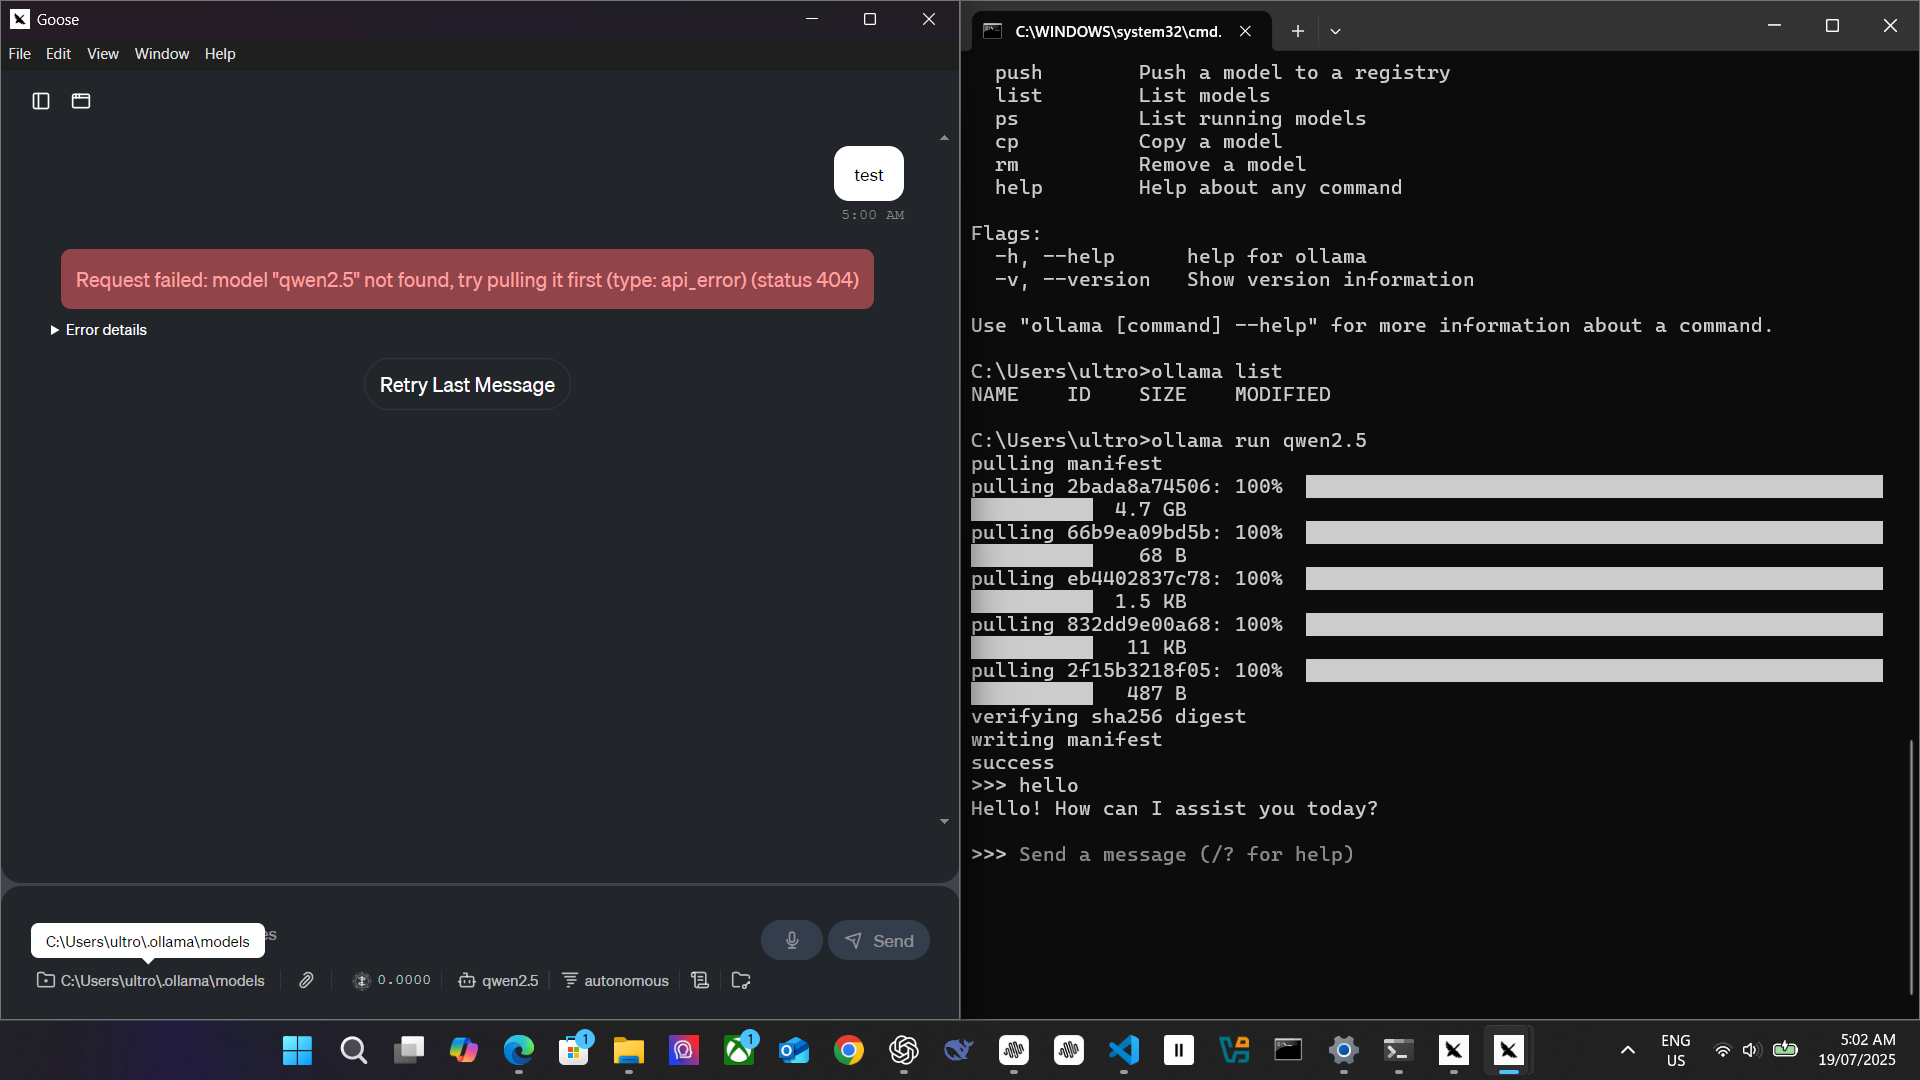 Goose
File Edit View Window Help
test
5:00 AM
Request failed: model "qwen2.5" not found, try pulling it first (type: api_error) (status 404)
Error details
Retry Last Message
C:\Users\ultro\.ollama\models
es
Send
C:\Users\ultro\.ollama\models
0.0000
qwen2.5
autonomous
C:\WINDOWS\system32\cmd.
push Push a model to a registry
list List models
ps List running models
cp Copy a model
rm Remove a model
help Help about any command
Flags:
-h, --help help for ollama
-v, --version Show version information
Use "ollama [command] --help" for more information about a command.
C:\Users\ultro>ollama list
NAME ID SIZE MODIFIED
C:\Users\ultro>ollama run qwen2.5
pulling manifest
pulling 2bada8a74506: 100%
4.7 GB
pulling 66b9ea09bd5b: 100%
68 B
pulling eb4402837c78: 100%
1.5 KB
pulling 832dd9e00a68: 100%
11 KB
pulling 2f15b3218f05: 100%
487 B
verifying sha256 digest
writing manifest
success
>>> hello
Hello! How can I assist you today?
>>> Send a message (/? for help)
1
1
ENG
US
5:02 AM
19/07/2025